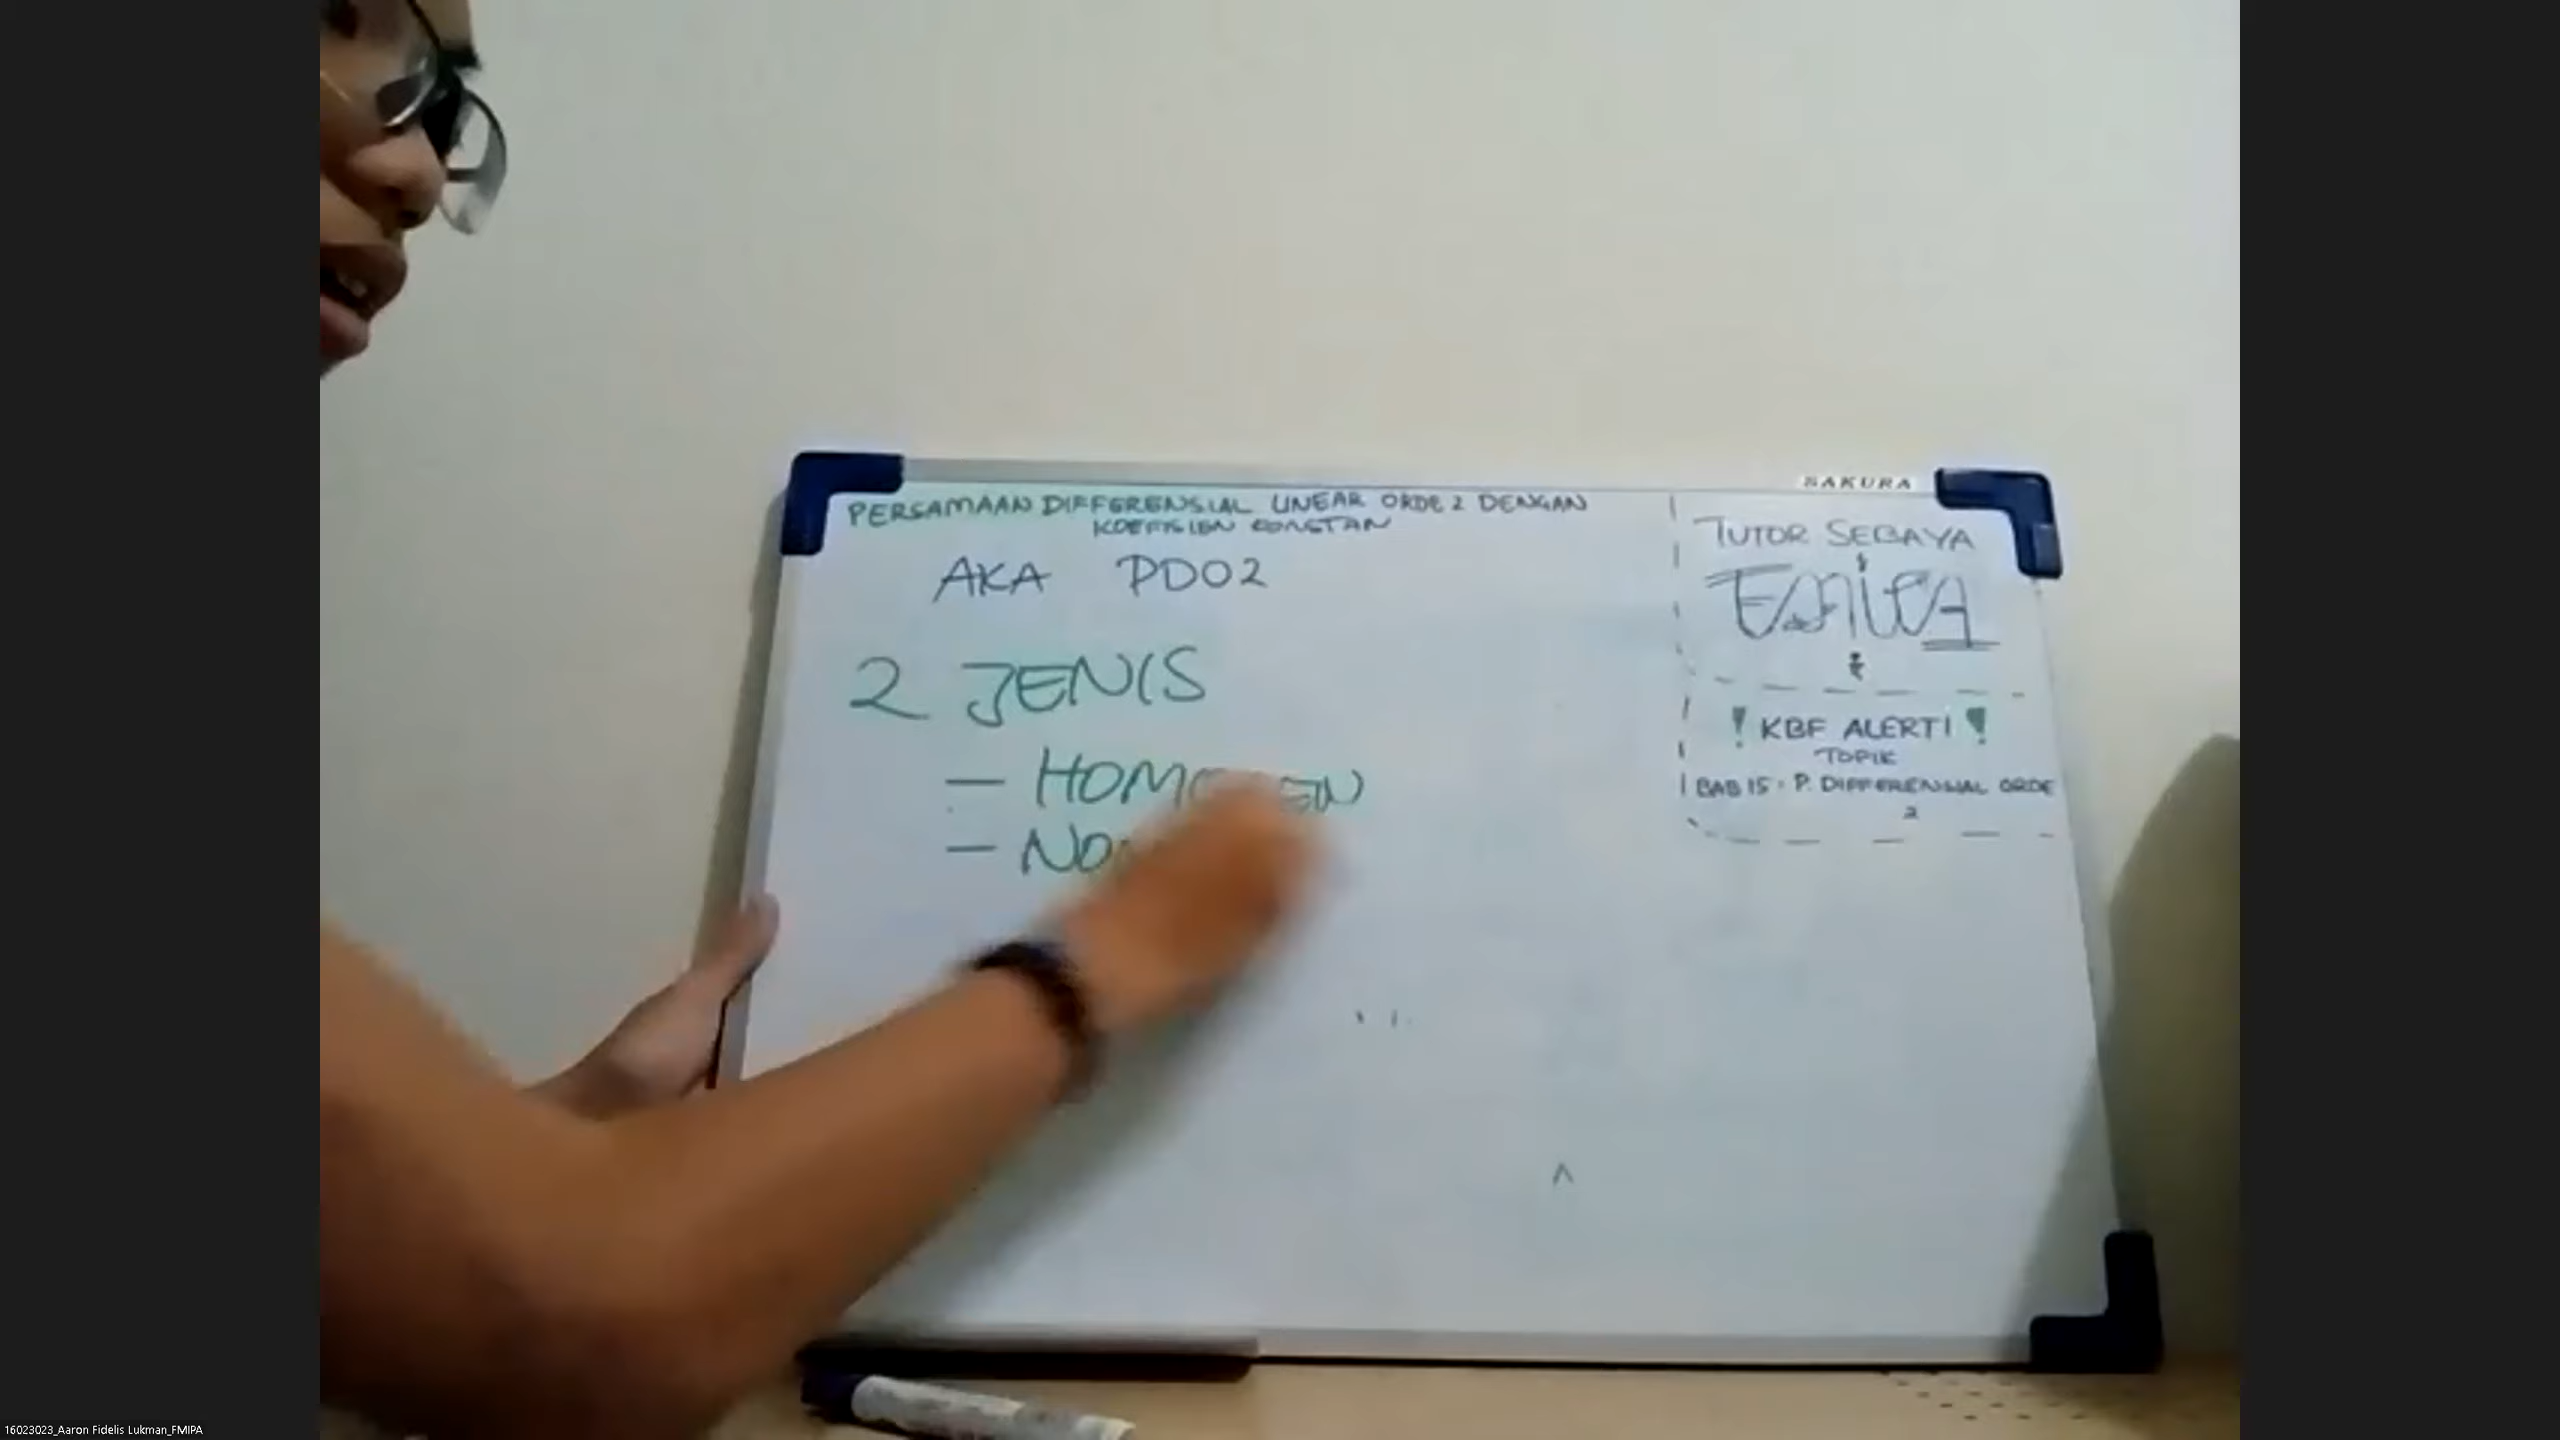 SAKURA
PERSAMAAN DIFFERENSIAL LINEAR ORDE 2 DENGAN
KOEFISIEN KONSTAN
AKA PDO2
2 JENIS
— HOMOGEN
—
TUTOR SEBAYA
FMIPA
! KBF ALERT! !
TOPIK
BAB 15 - P. DIFFERENSIAL ORDE
2
16023023_Aaron Fidelis Lukman_FMIPA